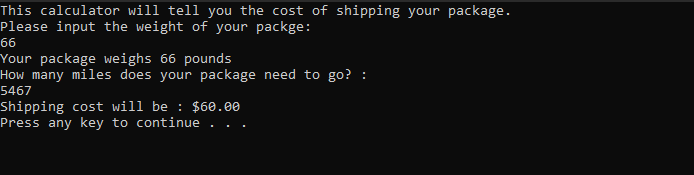 This calculator will tell you the cost of shipping your package.
Please input the weight of your packge:
66
Your package weighs 66 pounds
How many miles does your package need to go? :
5467
Shipping cost will be : $60.00
Press any key to continue . . .